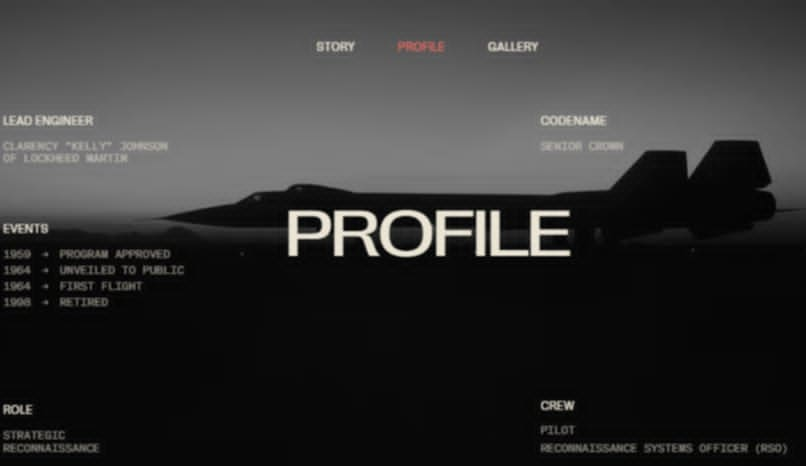 STORY PROFILE GALLERY
LEAD ENGINEER
CLARENCY "KELLY" JOHNSON
OF LOCKHEED MARTIN
CODENAME
SENIOR CROWN
PROFILE
EVENTS
1959 → PROGRAM APPROVED
1964 → UNVEILED TO PUBLIC
1964 → FIRST FLIGHT
1998 → RETIRED
ROLE
STRATEGIC
RECONNAISSANCE
CREW
PILOT
RECONNAISSANCE SYSTEMS OFFICER (RSO)